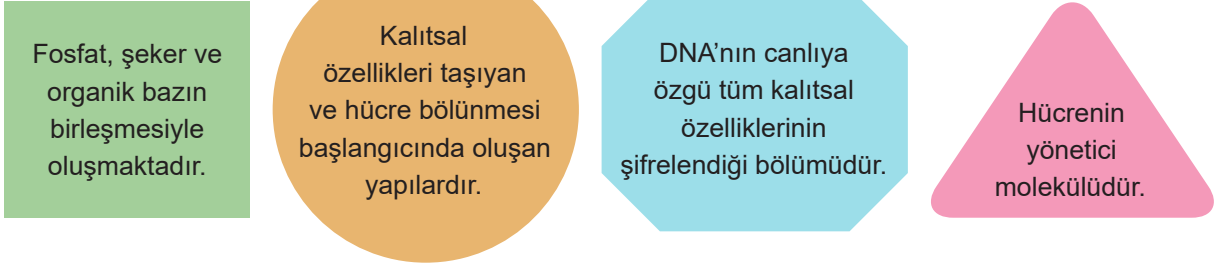 Fosfat, şeker ve
organik bazın
birleşmesiyle
oluşmaktadır.
Kalıtsal
özellikleri taşıyan
ve hücre bölünmesi
başlangıcında oluşan
yapılardır.
DNA’nın canlıya
özgü tüm kalıtsal
özelliklerinin
şifrelendiği bölümüdür.
Hücrenin
yönetici
molekülüdür.